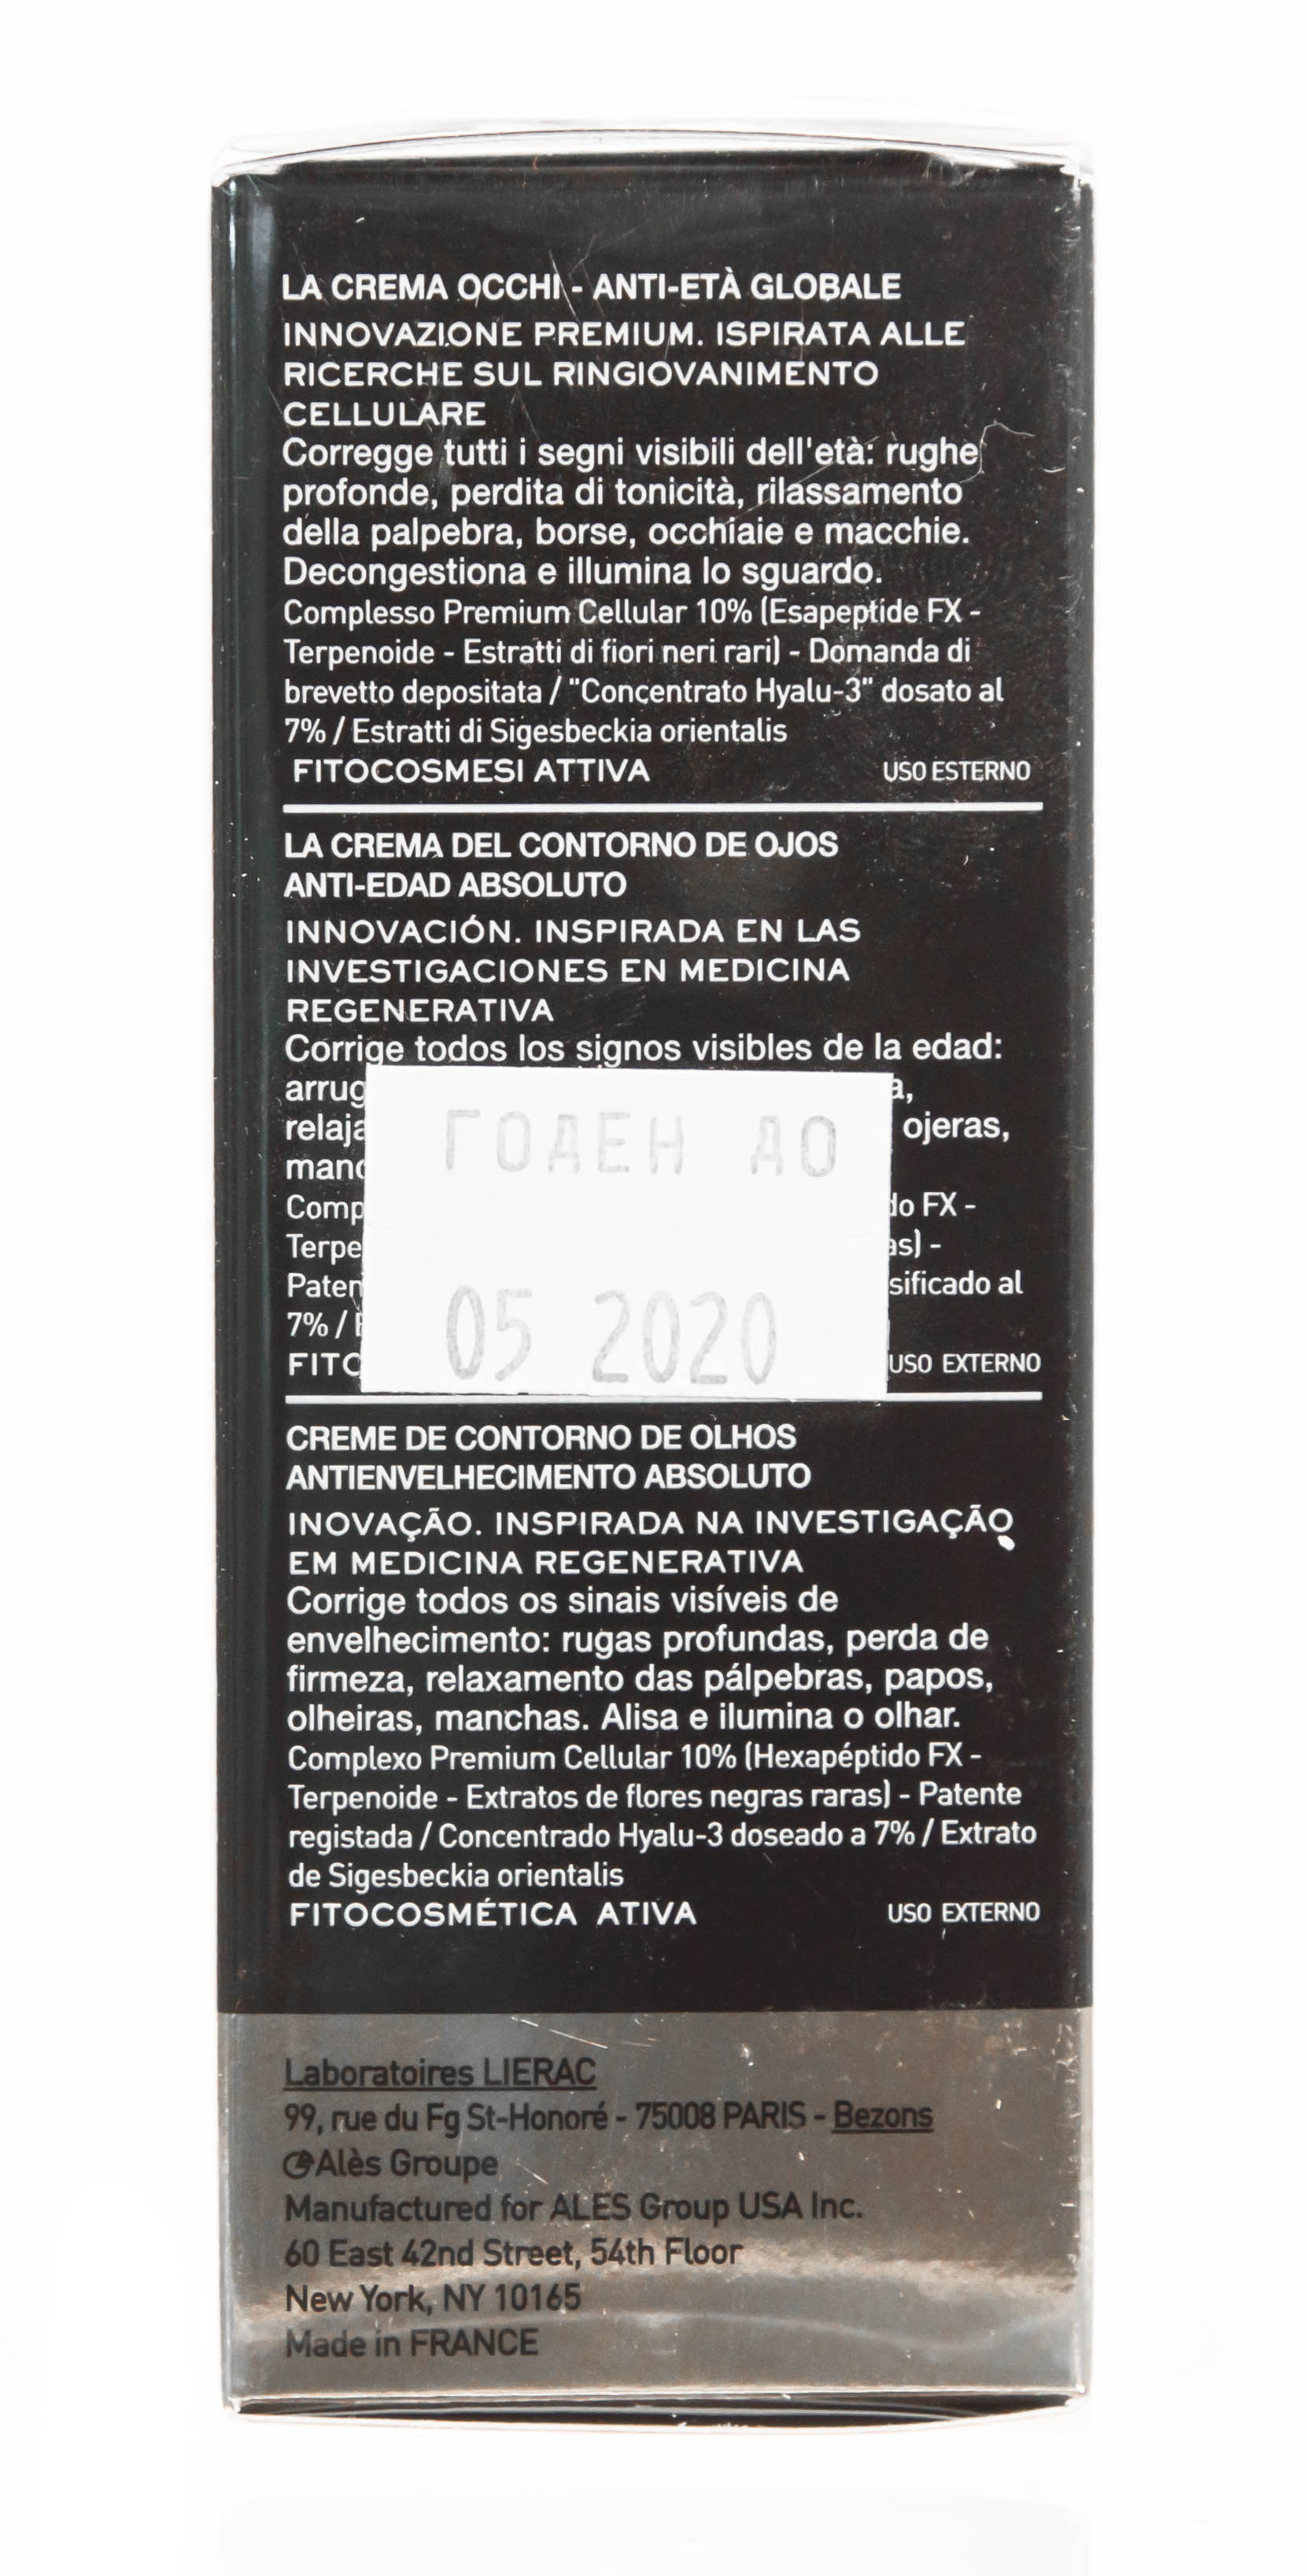 LA CREMA OCCHI - ANTI-ETÀ GLOBALE
INNOVAZIONE PREMIUM. ISPIRATA ALLE
RICERCHE SUL RINGIOVANIMENTO
CELLULARE
Corregge tutti i segni visibili dell'età: rughe
profonde, perdita di tonicità, rilassamento
della palpebra, borse, occhiaie e macchie.
Decongestiona e illumina lo sguardo.
Complesso Premium Cellular 10% (Esapeptide FX -
Terpenoide - Estratti di fiori neri rari) - Domanda di
brevetto depositata / "Concentrato Hyalu-3" dosato al
7% / Estratti di Sigesbeckia orientalis
FITOCOSMESI ATTIVA USO ESTERNO
LA CREMA DEL CONTORNO DE OJOS
ANTI-EDAD ABSOLUTO
INNOVACIÓN. INSPIRADA EN LAS
INVESTIGACIONES EN MEDICINA
REGENERATIVA
Corrige todos los signos visibles de la edad:
ojeras,
FX -
al
7% /
USO EXTERNO
ГОДЕН ДО
05 2020
CREME DE CONTORNO DE OLHOS
ANTIENVELHECIMENTO ABSOLUTO
INOVAÇÃO. INSPIRADA NA INVESTIGAÇÃO
EM MEDICINA REGENERATIVA
Corrige todos os sinais visíveis de
envelhecimento: rugas profundas, perda de
firmeza, relaxamento das pálpebras, papos,
olheiras, manchas. Alisa e ilumina o olhar.
Complexo Premium Cellular 10% (Hexapéptido FX -
Terpenoide - Extratos de flores negras raras) - Patente
registada / Concentrado Hyalu-3 doseado a 7% / Extrato
de Sigesbeckia orientalis
FITOCOSMÉTICA ATIVA USO EXTERNO
Laboratoires LIERAC
99, rue du Fg St-Honoré - 75008 PARIS - Bezons
Alès Groupe
Manufactured for ALES Group USA Inc.
60 East 42nd Street, 54th Floor
New York, NY 10165
Made in FRANCE